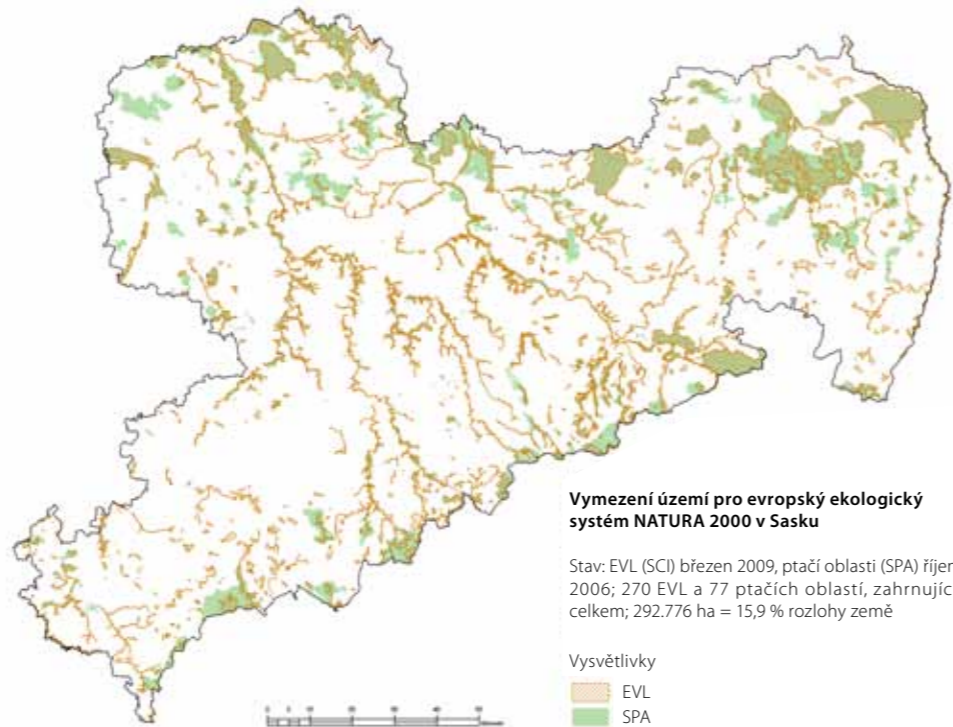 Vymezení území pro evropský ekologický
systém NATURA 2000 v Sasku
Stav: EVL (SCI) březen 2009, ptačí oblasti (SPA) říjen
2006; 270 EVL a 77 ptačích oblastí, zahrnujíc
celkem; 292.776 ha = 15,9 % rozlohy země
Vysvětlivky
EVL
SPA